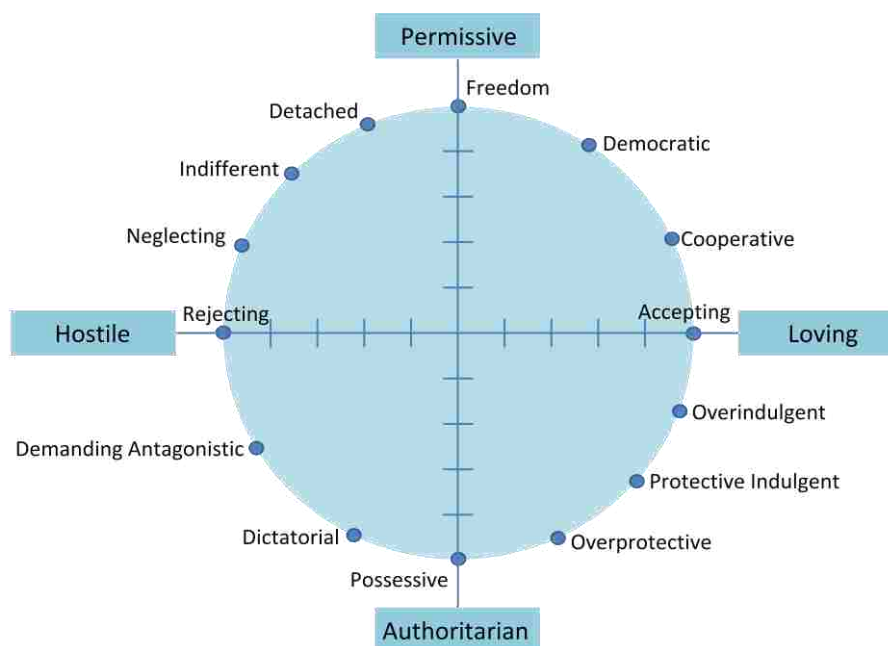 Permissive
Freedom
Detached
Democratic
Indifferent
Neglecting
Cooperative
Rejecting
Accepting
Hostile
Loving
Overindulgent
Demanding Antagonistic
Protective Indulgent
Dictatorial
Overprotective
Possessive
Authoritarian